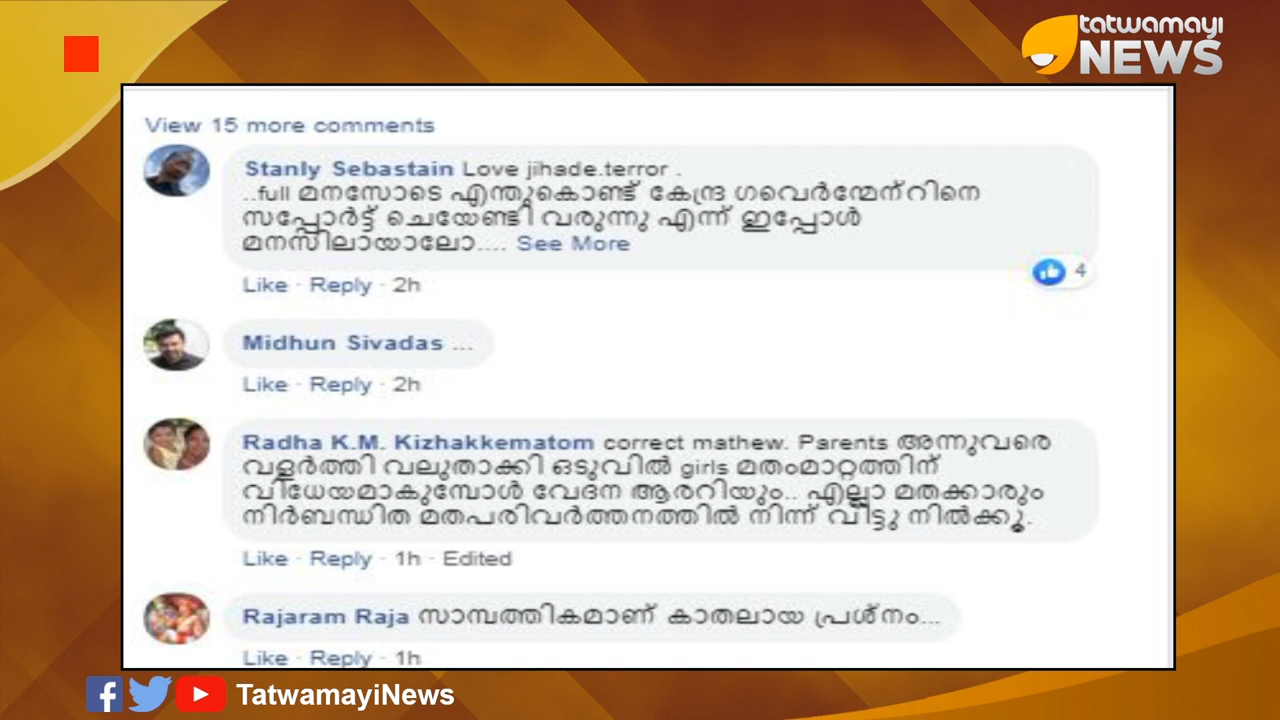 tatwamayi
NEWS
View 15 more comments
Stanly Sebastain Love jihade.terror .
..full മനസോടെ എന്തുകൊണ്ട് കേന്ദ്ര ഗവെർന്മേന്റിനെ
സപ്പോർട്ട് ചെയേണ്ടി വരുന്നു എന്ന് ഇപ്പോൾ
മനസിലായാലോ.... See More
4
Like · Reply · 2h
Midhun Sivadas ...
Like · Reply · 2h
Radha K.M. Kizhakkematom correct mathew. Parents അന്നുവരെ
വളർത്തി വലുതാക്കി ഒടുവിൽ girls മതംമാറ്റത്തിന്
വിധേയമാകുമ്പോൾ വേദന ആരറിയും.. എല്ലാ മതക്കാരും
നിർബന്ധിത മതപരിവർത്തനത്തിൽ നിന്ന് വിട്ടു നിൽക്കൂ.
Like · Reply · 1h · Edited
Rajaram Raja സാമ്പത്തികമാണ് കാതലായ പ്രശ്നം...
Like · Reply · 1h
TatwamayiNews